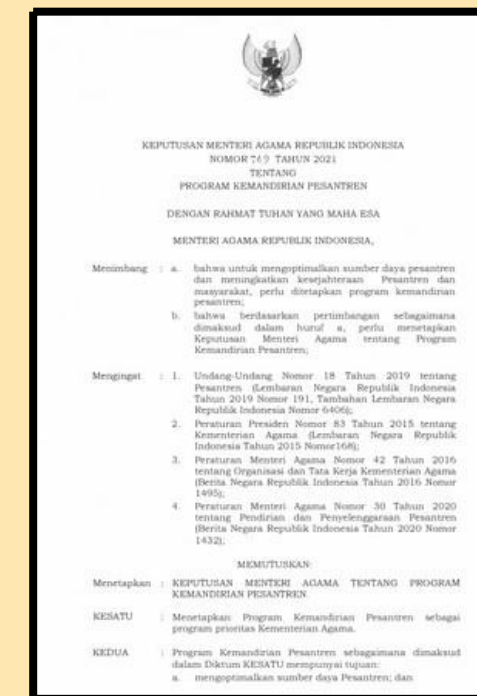 KEPUTUSAN MENTERI AGAMA REPUBLIK INDONESIA
NOMOR 749 TAHUN 2021
TENTANG
PROGRAM KEMANDIRIAN PESANTREN
DENGAN RAHMAT TUHAN YANG MAHA ESA
MENTERI AGAMA REPUBLIK INDONESIA,
Menimbang : a. bahwa untuk mengoptimalkan sumber daya pesantren
dan meningkatkan kesejahteraan Pesantren dan
masyarakat, perlu ditetapkan program kemandirian
pesantren;
b. bahwa berdasarkan pertimbangan sebagaimana
dimaksud dalam huruf a, perlu menetapkan
Keputusan Menteri Agama tentang Program
Kemandirian Pesantren;
Mengingat : 1. Undang-Undang Nomor 18 Tahun 2019 tentang
Pesantren (Lembaran Negara Republik Indonesia
Tahun 2019 Nomor 191, Tambahan Lembaran Negara
Republik Indonesia Nomor 6406);
2. Peraturan Presiden Nomor 83 Tahun 2015 tentang
Kementerian Agama (Lembaran Negara Republik
Indonesia Tahun 2015 Nomor168);
3. Peraturan Menteri Agama Nomor 42 Tahun 2016
tentang Organisasi dan Tata Kerja Kementerian Agama
(Berita Negara Republik Indonesia Tahun 2016 Nomor
1495);
4. Peraturan Menteri Agama Nomor 30 Tahun 2020
tentang Pendirian dan Penyelenggaraan Pesantren
(Berita Negara Republik Indonesia Tahun 2020 Nomor
1432);
MEMUTUSKAN:
Menetapkan : KEPUTUSAN MENTERI AGAMA TENTANG PROGRAM
KEMANDIRIAN PESANTREN.
KESATU : Menetapkan Program Kemandirian Pesantren sebagai
program prioritas Kementerian Agama.
KEDUA : Program Kemandirian Pesantren sebagaimana dimaksud
dalam Diktum KESATU mempunyai tujuan:
a. mengoptimalkan sumber daya Pesantren; dan